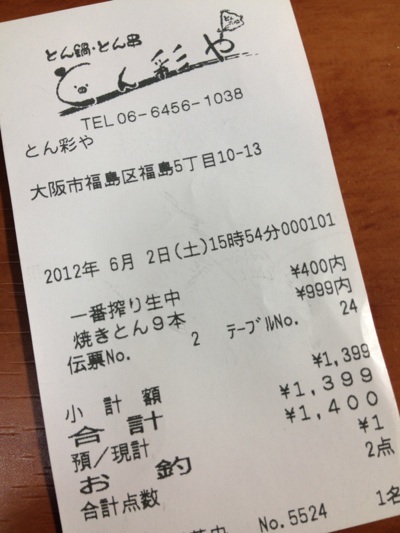 とん鍋・とん串
とん彩や
TEL06-6456-1038
とん彩や
大阪市福島区福島5丁目10-13
2012年 6月 2日(土)15時54分000101
一番搾り生中 ¥400内
焼きとん9本 ¥999内
伝票No. 2 テーブルNo. 24
小計額 ¥1,399
合計 ¥1,399
預/現計 ¥1,400
お釣 ¥1
合計点数 2点
No.5524 1名